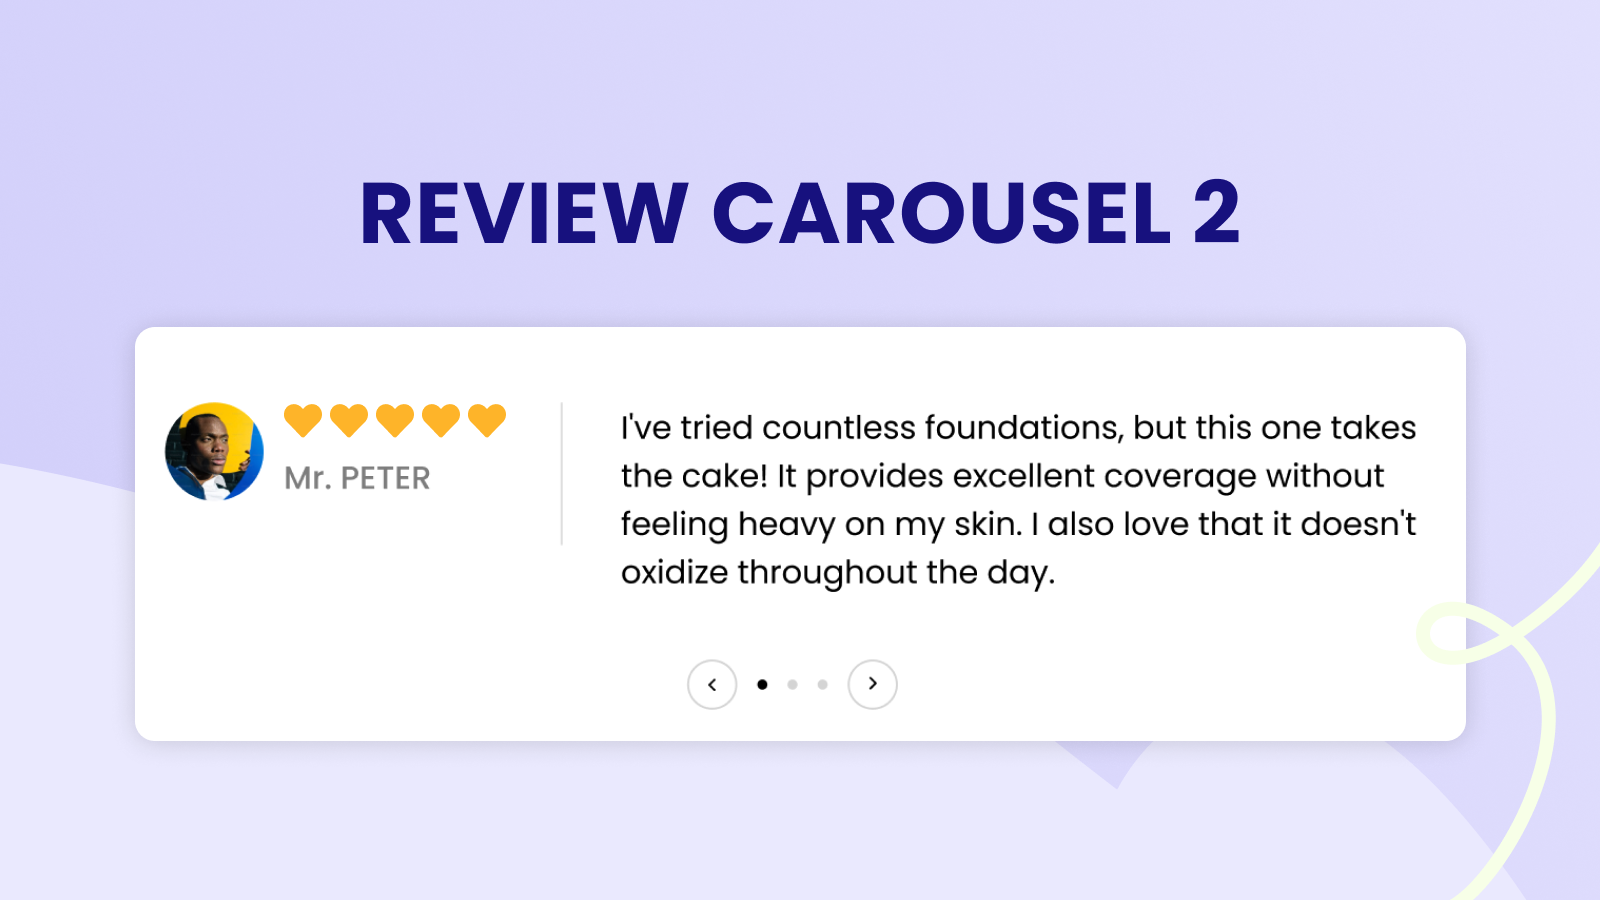 REVIEW CAROUSEL 2
Mr. PETER
I've tried countless foundations, but this one takes
the cake! It provides excellent coverage without
feeling heavy on my skin. I also love that it doesn't
oxidize throughout the day.